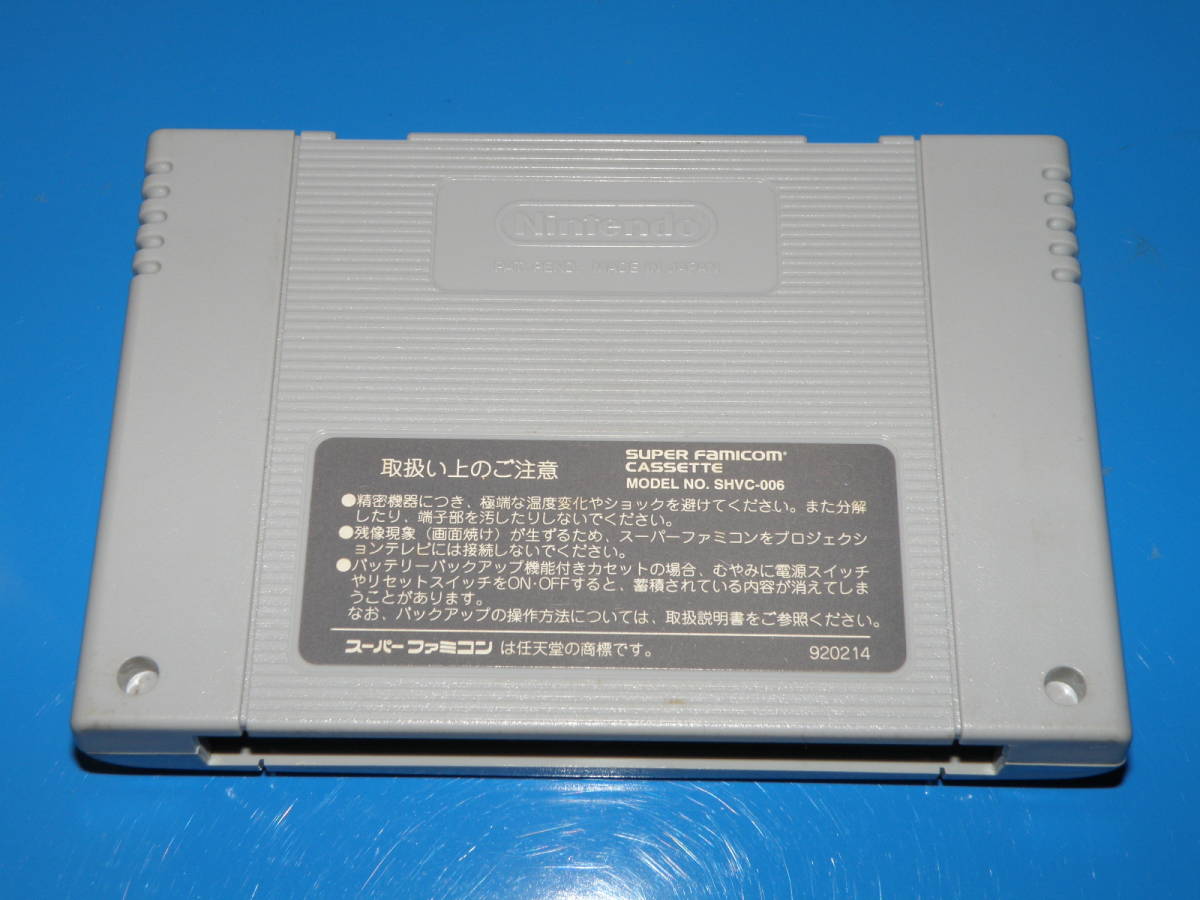 Nintendo
PAT. PEND. MADE IN JAPAN
取扱い上のご注意
SUPER FAMICOM
CASSETTE
MODEL NO. SHVC-006
●精密機器につき、極端な温度変化やショックを避けてください。また分解
したり、端子部を汚したりしないでください。
●残像現象（画面焼け）が生ずるため、スーパーファミコンをプロジェクシ
ョンテレビには接続しないでください。
●バッテリーバックアップ機能付きカセットの場合、むやみに電源スイッチ
やリセットスイッチをON・OFFすると、蓄積されている内容が消えてしま
うことがあります。
なお、バックアップの操作方法については、取扱説明書をご参照ください。
スーパーファミコン は任天堂の商標です。
920214